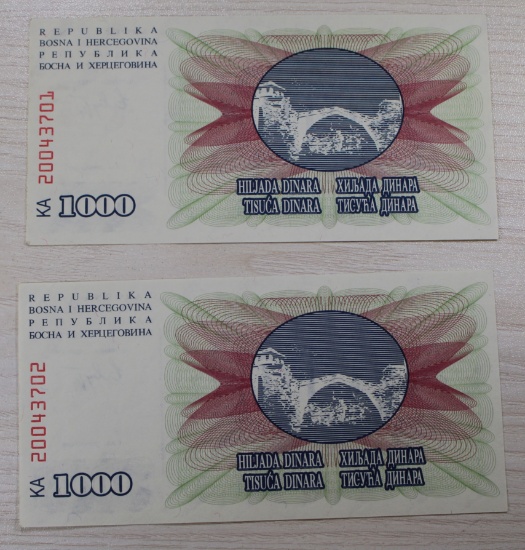 REPUBLIKA
BOSNA I HERCEGOVINA
РЕПУБЛИКА
БОСНА И ХЕРЦЕГОВИНА
20043701
KA 1000
HILJADA DINARA ХИЉАДА ДИНАРА
TISUĆA DINARA ТИСУЋА ДИНАРА
REPUBLIKA
BOSNA I HERCEGOVINA
РЕПУБЛИКА
БОСНА И ХЕРЦЕГОВИНА
20043702
KA 1000
HILJADA DINARA ХИЉАДА ДИНАРА
TISUĆA DINARA ТИСУЋА ДИНАРА